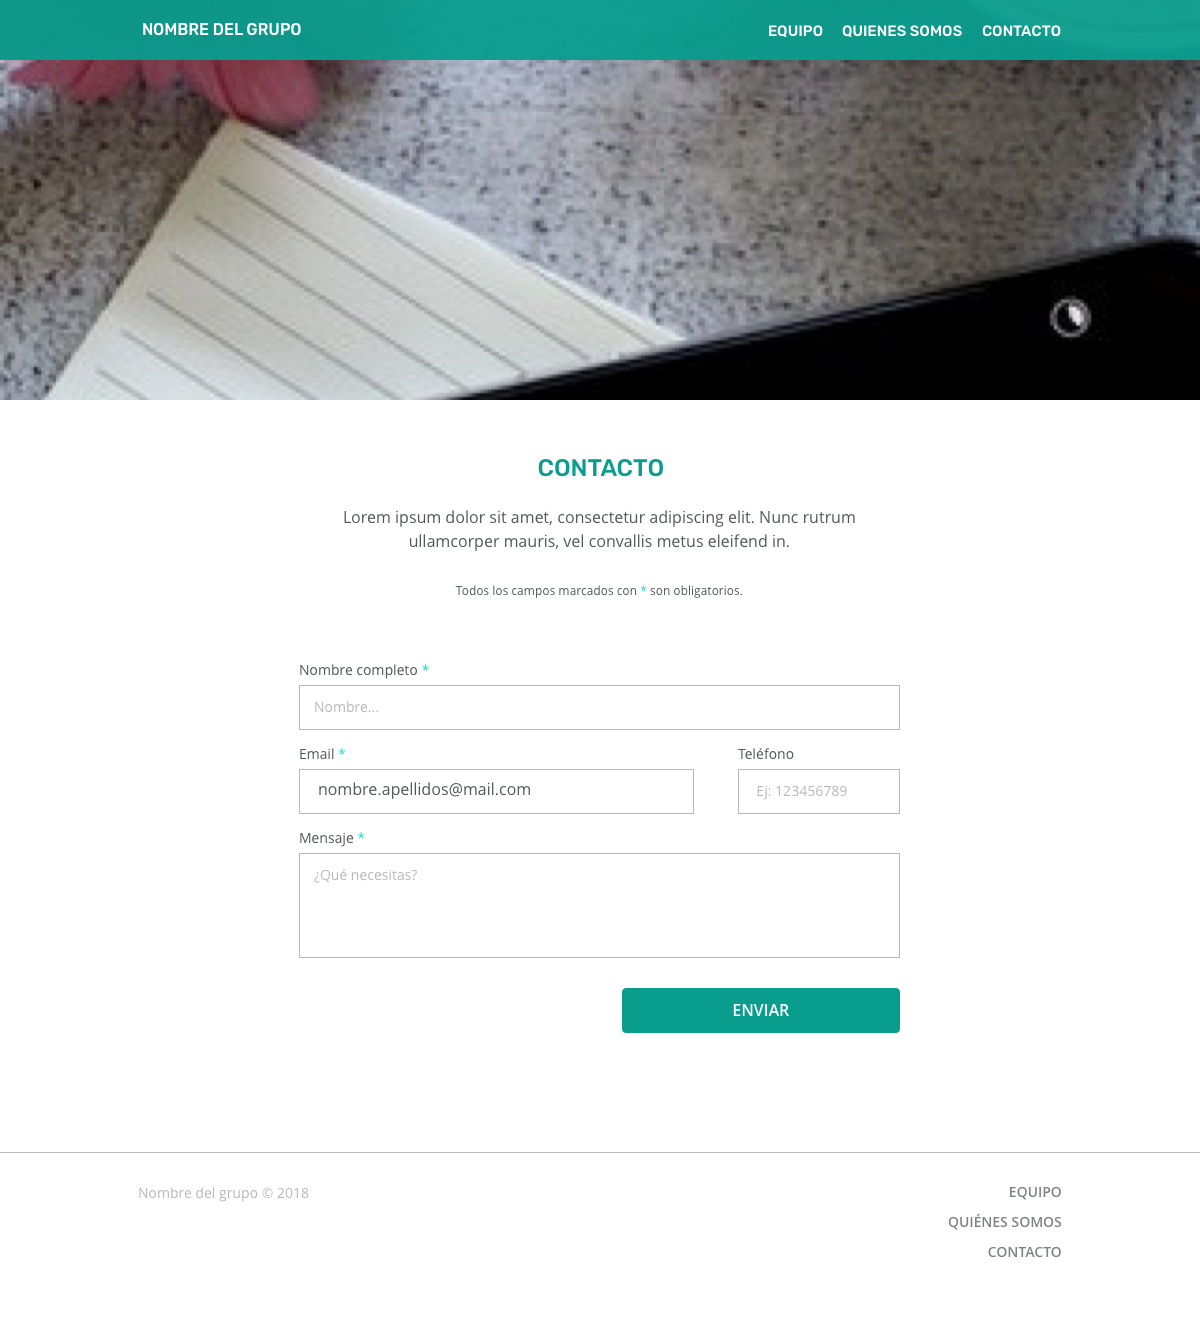 NOMBRE DEL GRUPO
EQUIPO QUIENES SOMOS CONTACTO
CONTACTO
Lorem ipsum dolor sit amet, consectetur adipiscing elit. Nunc rutrum
ullamcorper mauris, vel convallis metus eleifend in.
Todos los campos marcados con * son obligatorios.
Nombre completo *
Nombre...
Email *
nombre.apellidos@mail.com
Teléfono
Ej: 123456789
Mensaje *
¿Qué necesitas?
ENVIAR
Nombre del grupo © 2018
EQUIPO
QUIÉNES SOMOS
CONTACTO